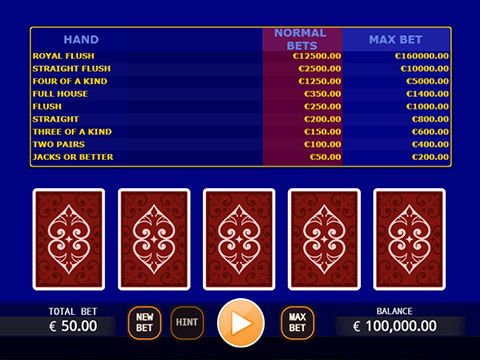 HAND NORMAL BETS MAX BET
ROYAL FLUSH €12500.00 €160000.00
STRAIGHT FLUSH €2500.00 €10000.00
FOUR OF A KIND €1250.00 €5000.00
FULL HOUSE €350.00 €1400.00
FLUSH €250.00 €1000.00
STRAIGHT €200.00 €800.00
THREE OF A KIND €150.00 €600.00
TWO PAIRS €100.00 €400.00
JACKS OR BETTER €50.00 €200.00
TOTAL BET
€ 50.00
NEW
BET
HINT
MAX
BET
BALANCE
€ 100,000.00